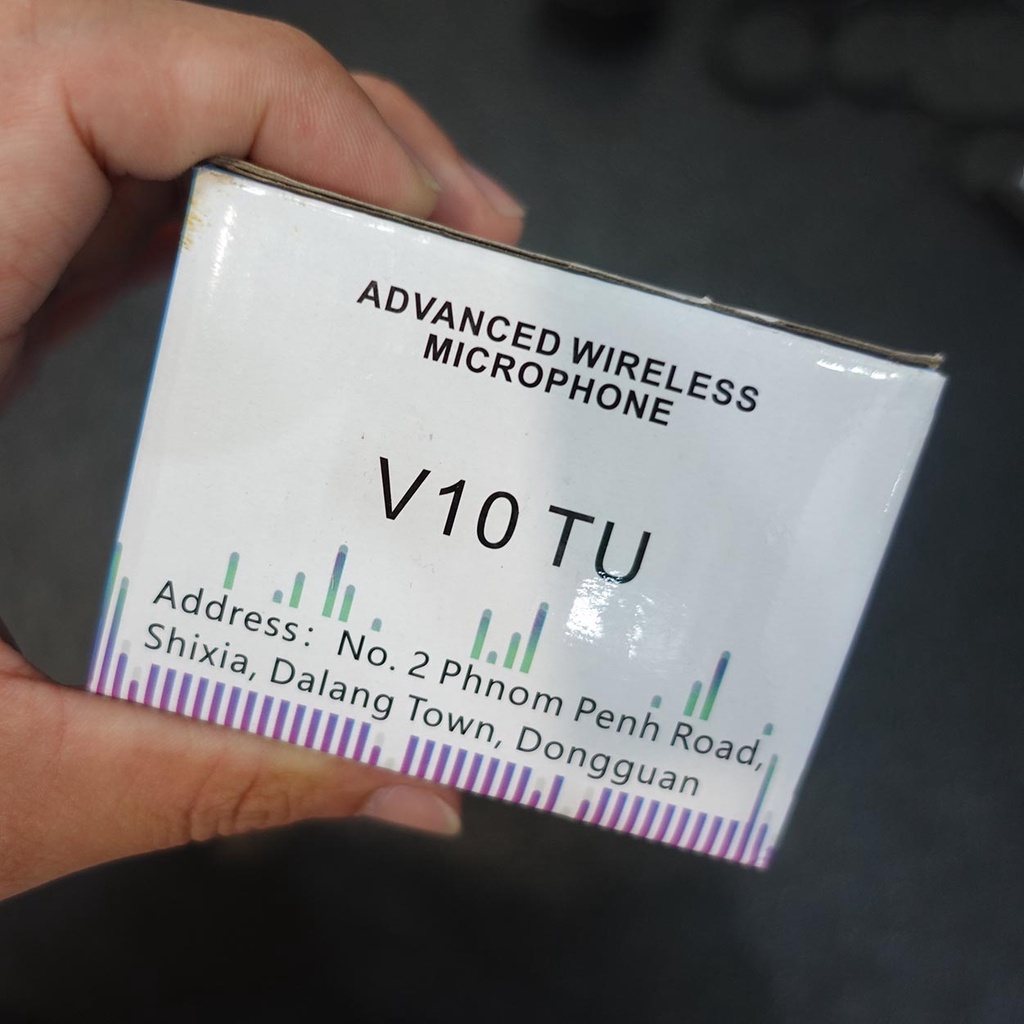 ADVANCED WIRELESS
MICROPHONE
V10 TU
Address: No. 2 Phnom Penh Road,
Shixia, Dalang Town, Dongguan